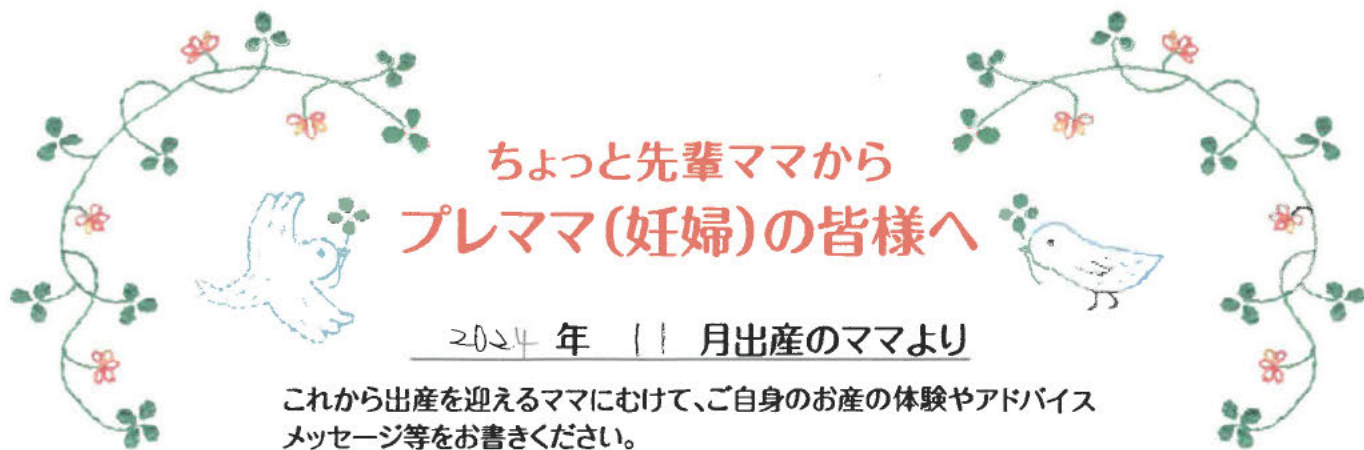 ちょっと先輩ママから
プレママ(妊婦)の皆様へ
2024 年 11 月出産のママより
これから出産を迎えるママにむけて、ご自身のお産の体験やアドバイス
メッセージ等をお書きください。